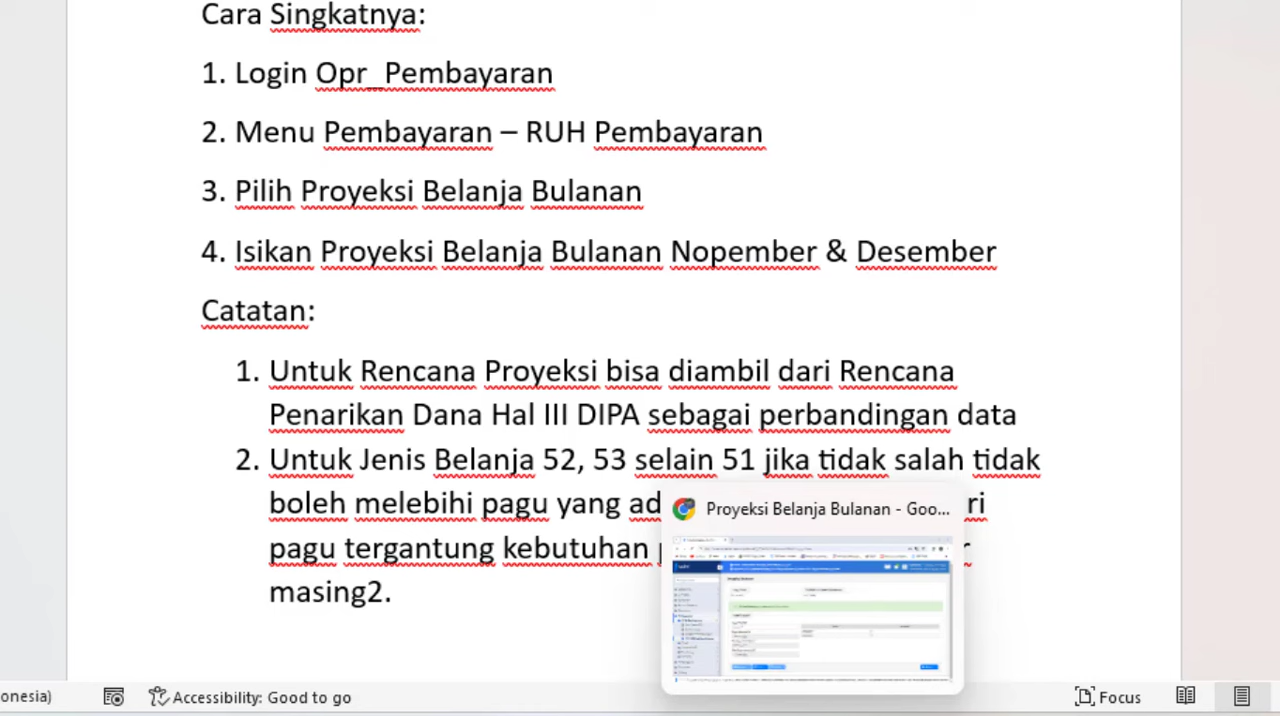 Cara Singkatnya:
1. Login Opr_Pembayaran
2. Menu Pembayaran – RUH Pembayaran
3. Pilih Proyeksi Belanja Bulanan
4. Isikan Proyeksi Belanja Bulanan Nopember & Desember
Catatan:
1. Untuk Rencana Proyeksi bisa diambil dari Rencana
Penarikan Dana Hal III DIPA sebagai perbandingan data
2. Untuk Jenis Belanja 52, 53 selain 51 jika tidak salah tidak
boleh melebihi pagu yang
Proyeksi Belanja Bulanan - Goo...
pagu tergantung kebutuhan
masing2.
onesia)
Accessibility: Good to go
Focus